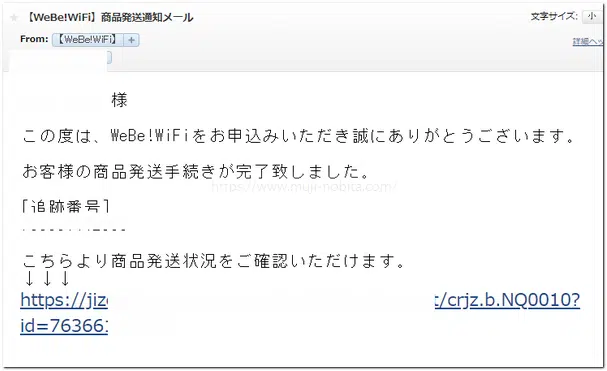 【WeBe!WiFi】商品発送通知メール
文字サイズ: 小
From: 【WeBe!WiFi】 +
詳細へ
様
この度は、WeBe!WiFiをお申込みいただき誠にありがとうございます。
お客様の商品発送手続きが完了致しました。
https://www.muji-nobita.com/
[追跡番号]
こちらより商品発送状況をご確認いただけます。
↓↓↓
https://jiz t/crjz.b.NQ0010?
id=76366